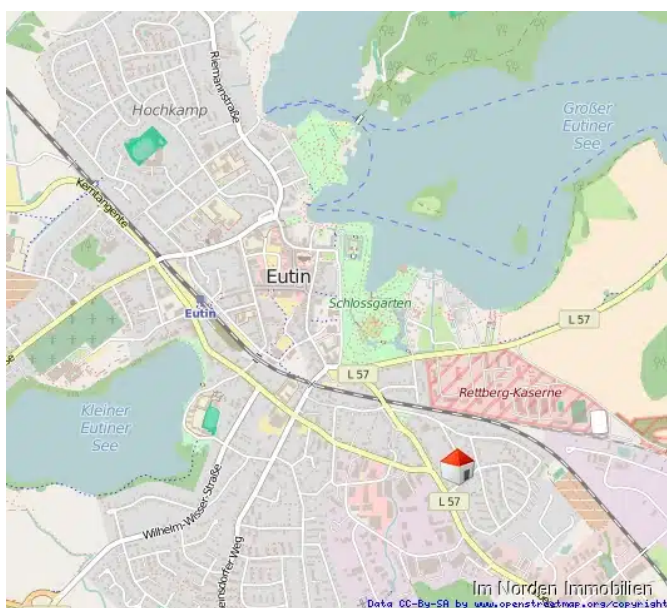 Riemannstraße
Hochkamp
Großer
Eutiner
See
Kerntangente
Eutin
Schlossgarten
Eutin
L 57
L 57
Rettberg-Kaserne
Kleiner
Eutiner
See
L 57
Wilhelm-Wisser-Straße
Weg
Im Norden Immobilien
Data CC-By-SA by www.openstreetmap.org/copyright